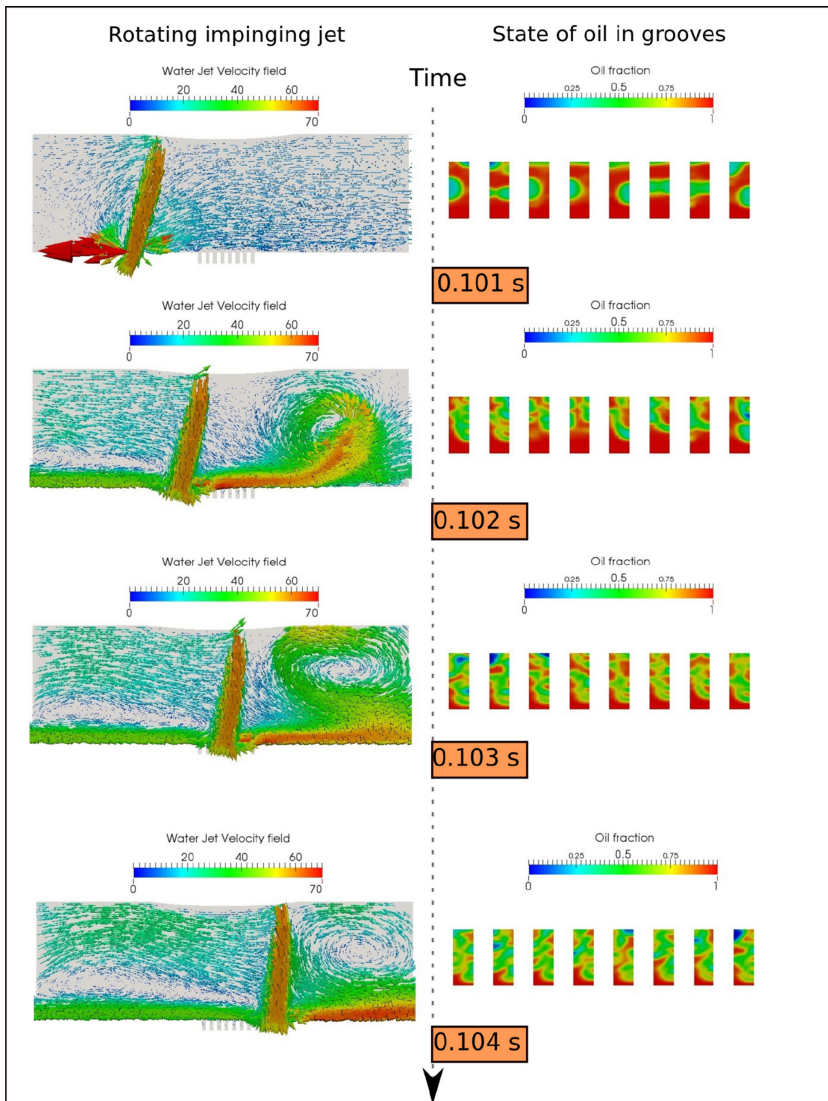 Rotating impinging jet
State of oil in grooves
Time
Water Jet Velocity field
20 40 60
0 70
Oil fraction
0.25 0.5 0.75
0 1
0.101 s
Water Jet Velocity field
20 40 60
0 70
Oil fraction
0.25 0.5 0.75
0 1
0.102 s
Water Jet Velocity field
20 40 60
0 70
Oil fraction
0.25 0.5 0.75
0 1
0.103 s
Water Jet Velocity field
20 40 60
0 70
Oil fraction
0.25 0.5 0.75
0 1
0.104 s